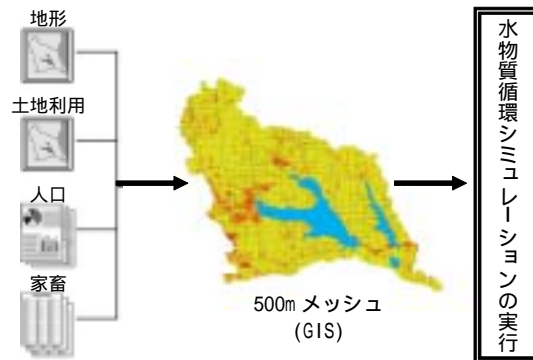 地形
土地利用
人口
家畜
500m メッシュ
(GIS)
水物質循環シミュレーションの実行